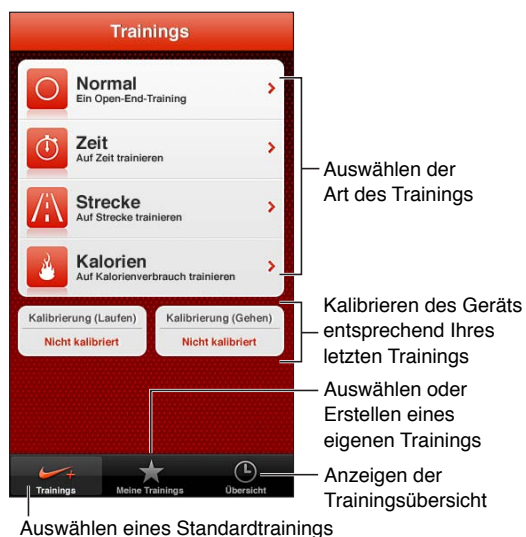 Trainings
Normal
Ein Open-End-Training
Zeit
Auf Zeit trainieren
Strecke
Auf Strecke trainieren
Kalorien
Auf Kalorienverbrauch trainieren
Auswählen der
Art des Trainings
Kalibrierung (Laufen)
Nicht kalibriert
Kalibrierung (Gehen)
Nicht kalibriert
Kalibrieren des Geräts
entsprechend Ihres
letzten Trainings
Auswählen oder
Erstellen eines
eigenen Trainings
Trainings
Meine Trainings
Übersicht
Anzeigen der
Trainingsübersicht
Auswählen eines Standardtrainings